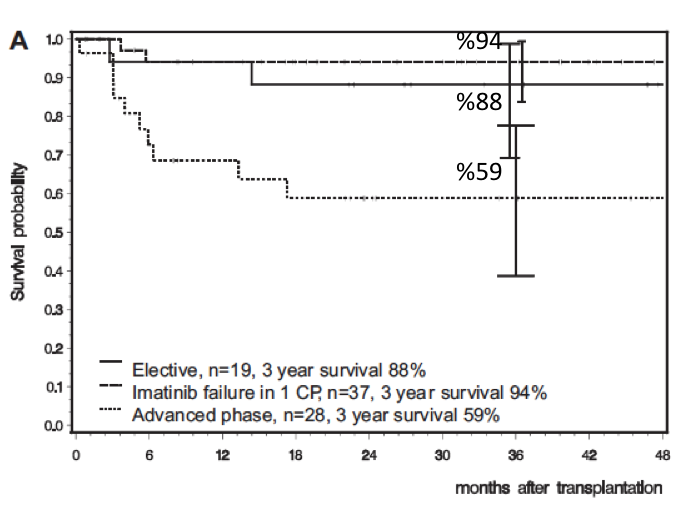 A
Survival probability
1.0
0.9
0.8
0.7
0.6
0.5
0.4
0.3
0.2
0.1
0.0
%94
%88
%59
Elective, n=19, 3 year survival 88%
Imatinib failure in 1 CP, n=37, 3 year survival 94%
Advanced phase, n=28, 3 year survival 59%
0 6 12 18 24 30 36 42 48
months after transplantation